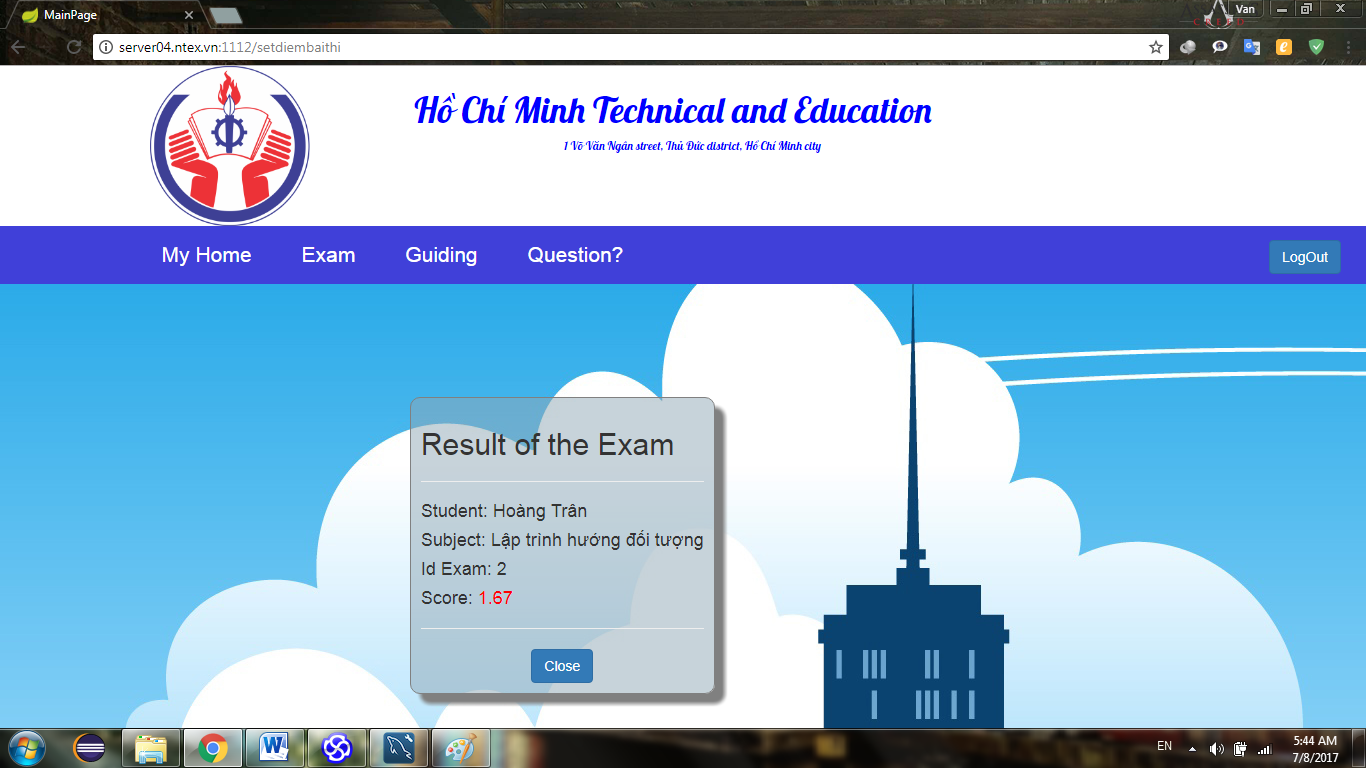 MainPage
Van
server04.ntex.vn:1112/setdiembaithi
Hồ Chí Minh Technical and Education
1 Võ Văn Ngân street, Thủ Đức district, Hồ Chí Minh city
My Home Exam Guiding Question? LogOut
Result of the Exam
Student: Hoàng Trân
Subject: Lập trình hướng đối tượng
Id Exam: 2
Score: 1.67
Close
EN
5:44 AM
7/8/2017